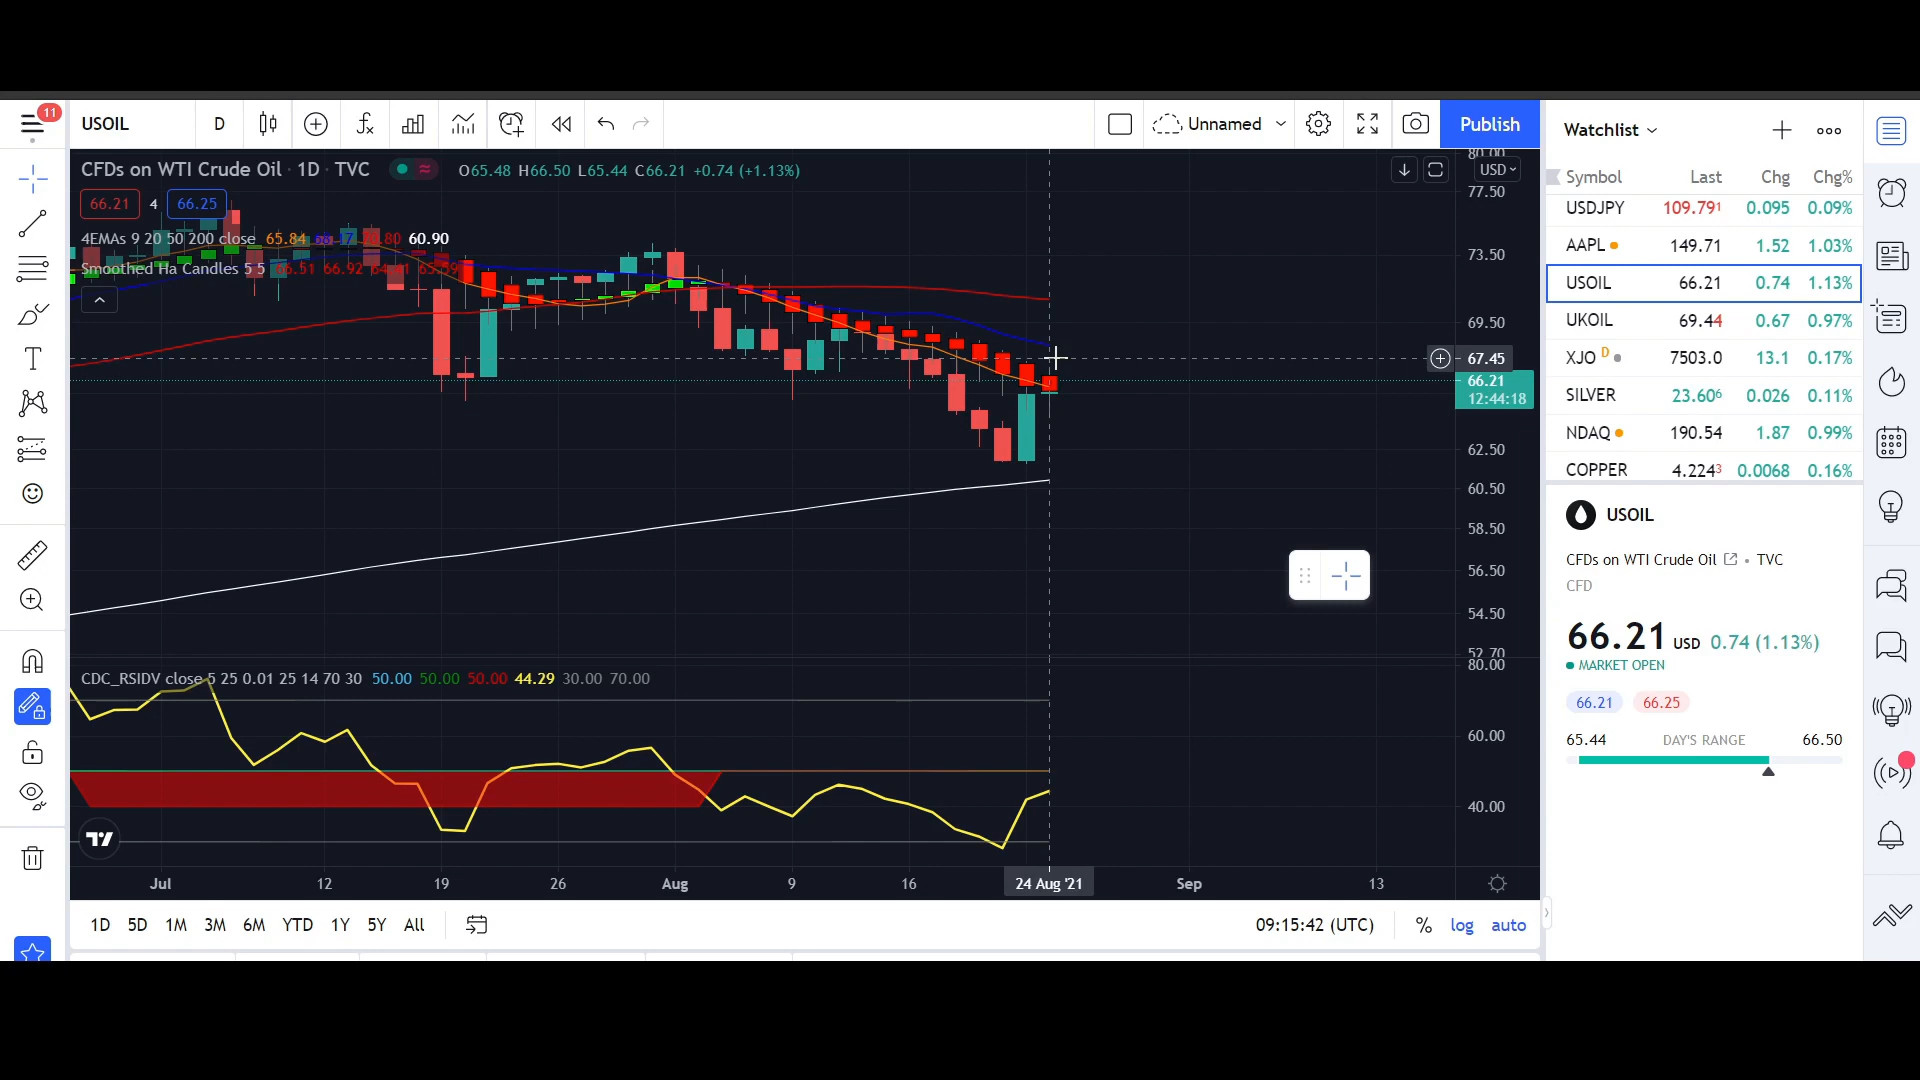 11
USOIL
D
Unnamed
Publish
CFDs on WTI Crude Oil · 1D · TVC
O65.48 H66.50 L65.44 C66.21 +0.74 (+1.13%)
USD
66.21 4 66.25
4EMAs 9 20 50 200 close 65.84 60.90
Smoothed Ha Candles 5 5 66.92
80.00
77.50
73.50
69.50
67.45
66.21
12:44:18
62.50
60.50
58.50
56.50
54.50
52.70
CDC_RSIDV close 5 25 0.01 25 14 70 30 50.00 50.00 50.00 44.29 30.00 70.00
80.00
60.00
40.00
Jul 12 19 26 Aug 9 16 24 Aug '21 Sep 13
1D 5D 1M 3M 6M YTD 1Y 5Y All
09:15:42 (UTC) % log auto
Watchlist
Symbol Last Chg Chg%
USDJPY 109.791 0.095 0.09%
AAPL 149.71 1.52 1.03%
USOIL 66.21 0.74 1.13%
UKOIL 69.44 0.67 0.97%
XJO D 7503.0 13.1 0.17%
SILVER 23.606 0.026 0.11%
NDAQ 190.54 1.87 0.99%
COPPER 4.2243 0.0068 0.16%
USOIL
CFDs on WTI Crude Oil • TVC
CFD
66.21 USD 0.74 (1.13%)
MARKET OPEN
66.21 66.25
65.44 DAY'S RANGE 66.50